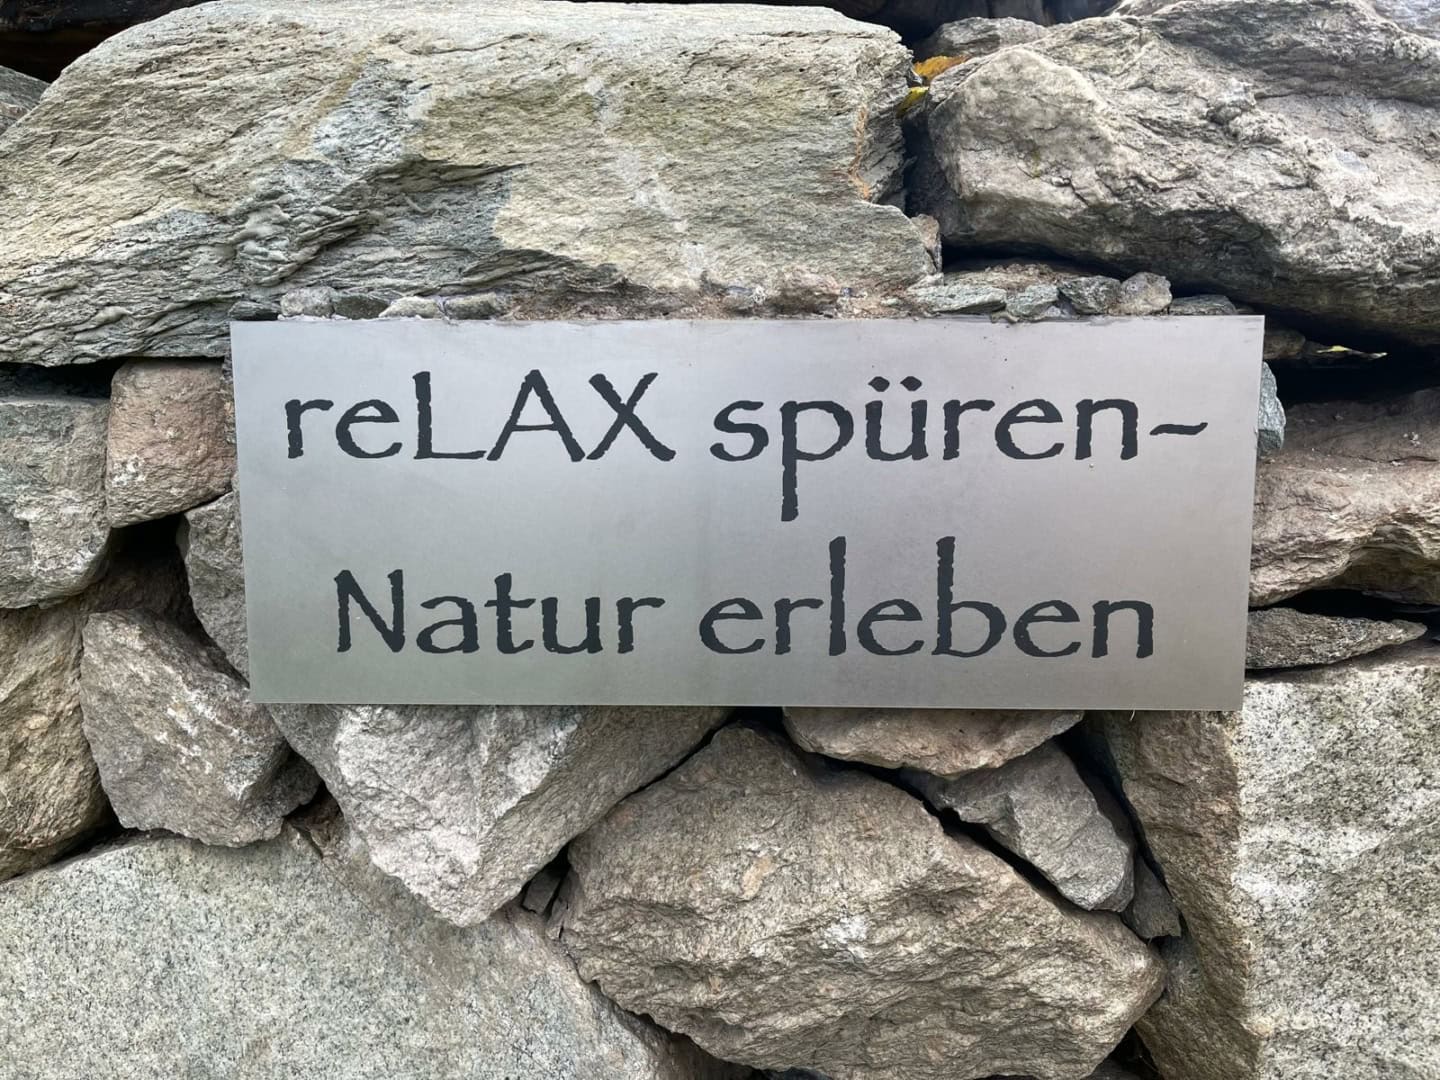 reLAX spüren~
Natur erleben